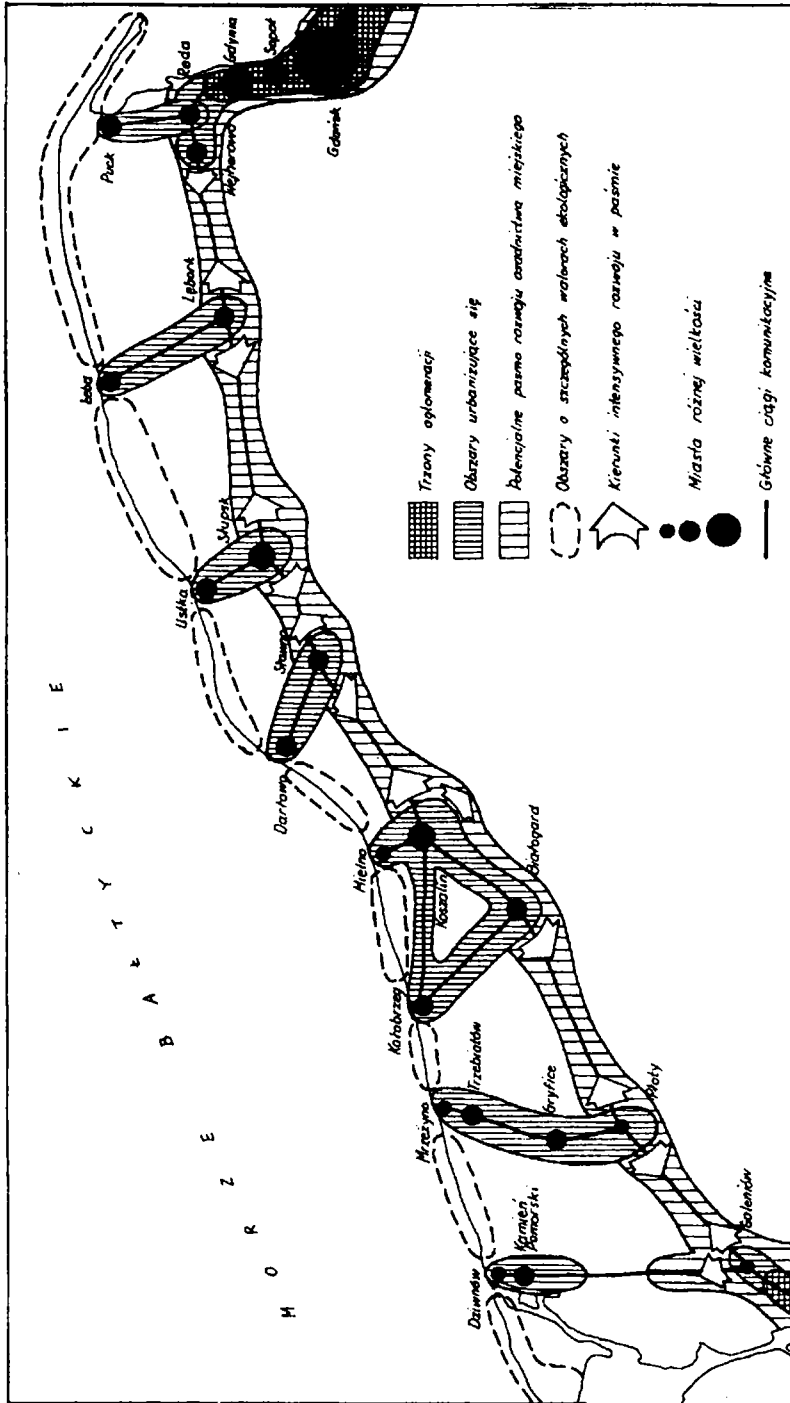 MORZE BAŁTYCKIE
Dziwnów
Kamień
Pomorski
Goleniów
Mrzeżyno
Trzebiatów
Gryfice
Płoty
Kołobrzeg
Mielno
Koszalin
Białogard
Darłowo
Sławno
Ustka
Słupsk
Łeba
Lębork
Puck
Reda
Wejherowo
Gdynia
Sopot
Gdańsk
Trzony aglomeracji
Obszary urbanizujące się
Potencjalne pasmo rozwoju osadnictwa miejskiego
Obszary o szczególnych walorach ekologicznych
Kierunki intensywnego rozwoju w paśmie
Miasta różnej wielkości
Główne ciągi komunikacyjne